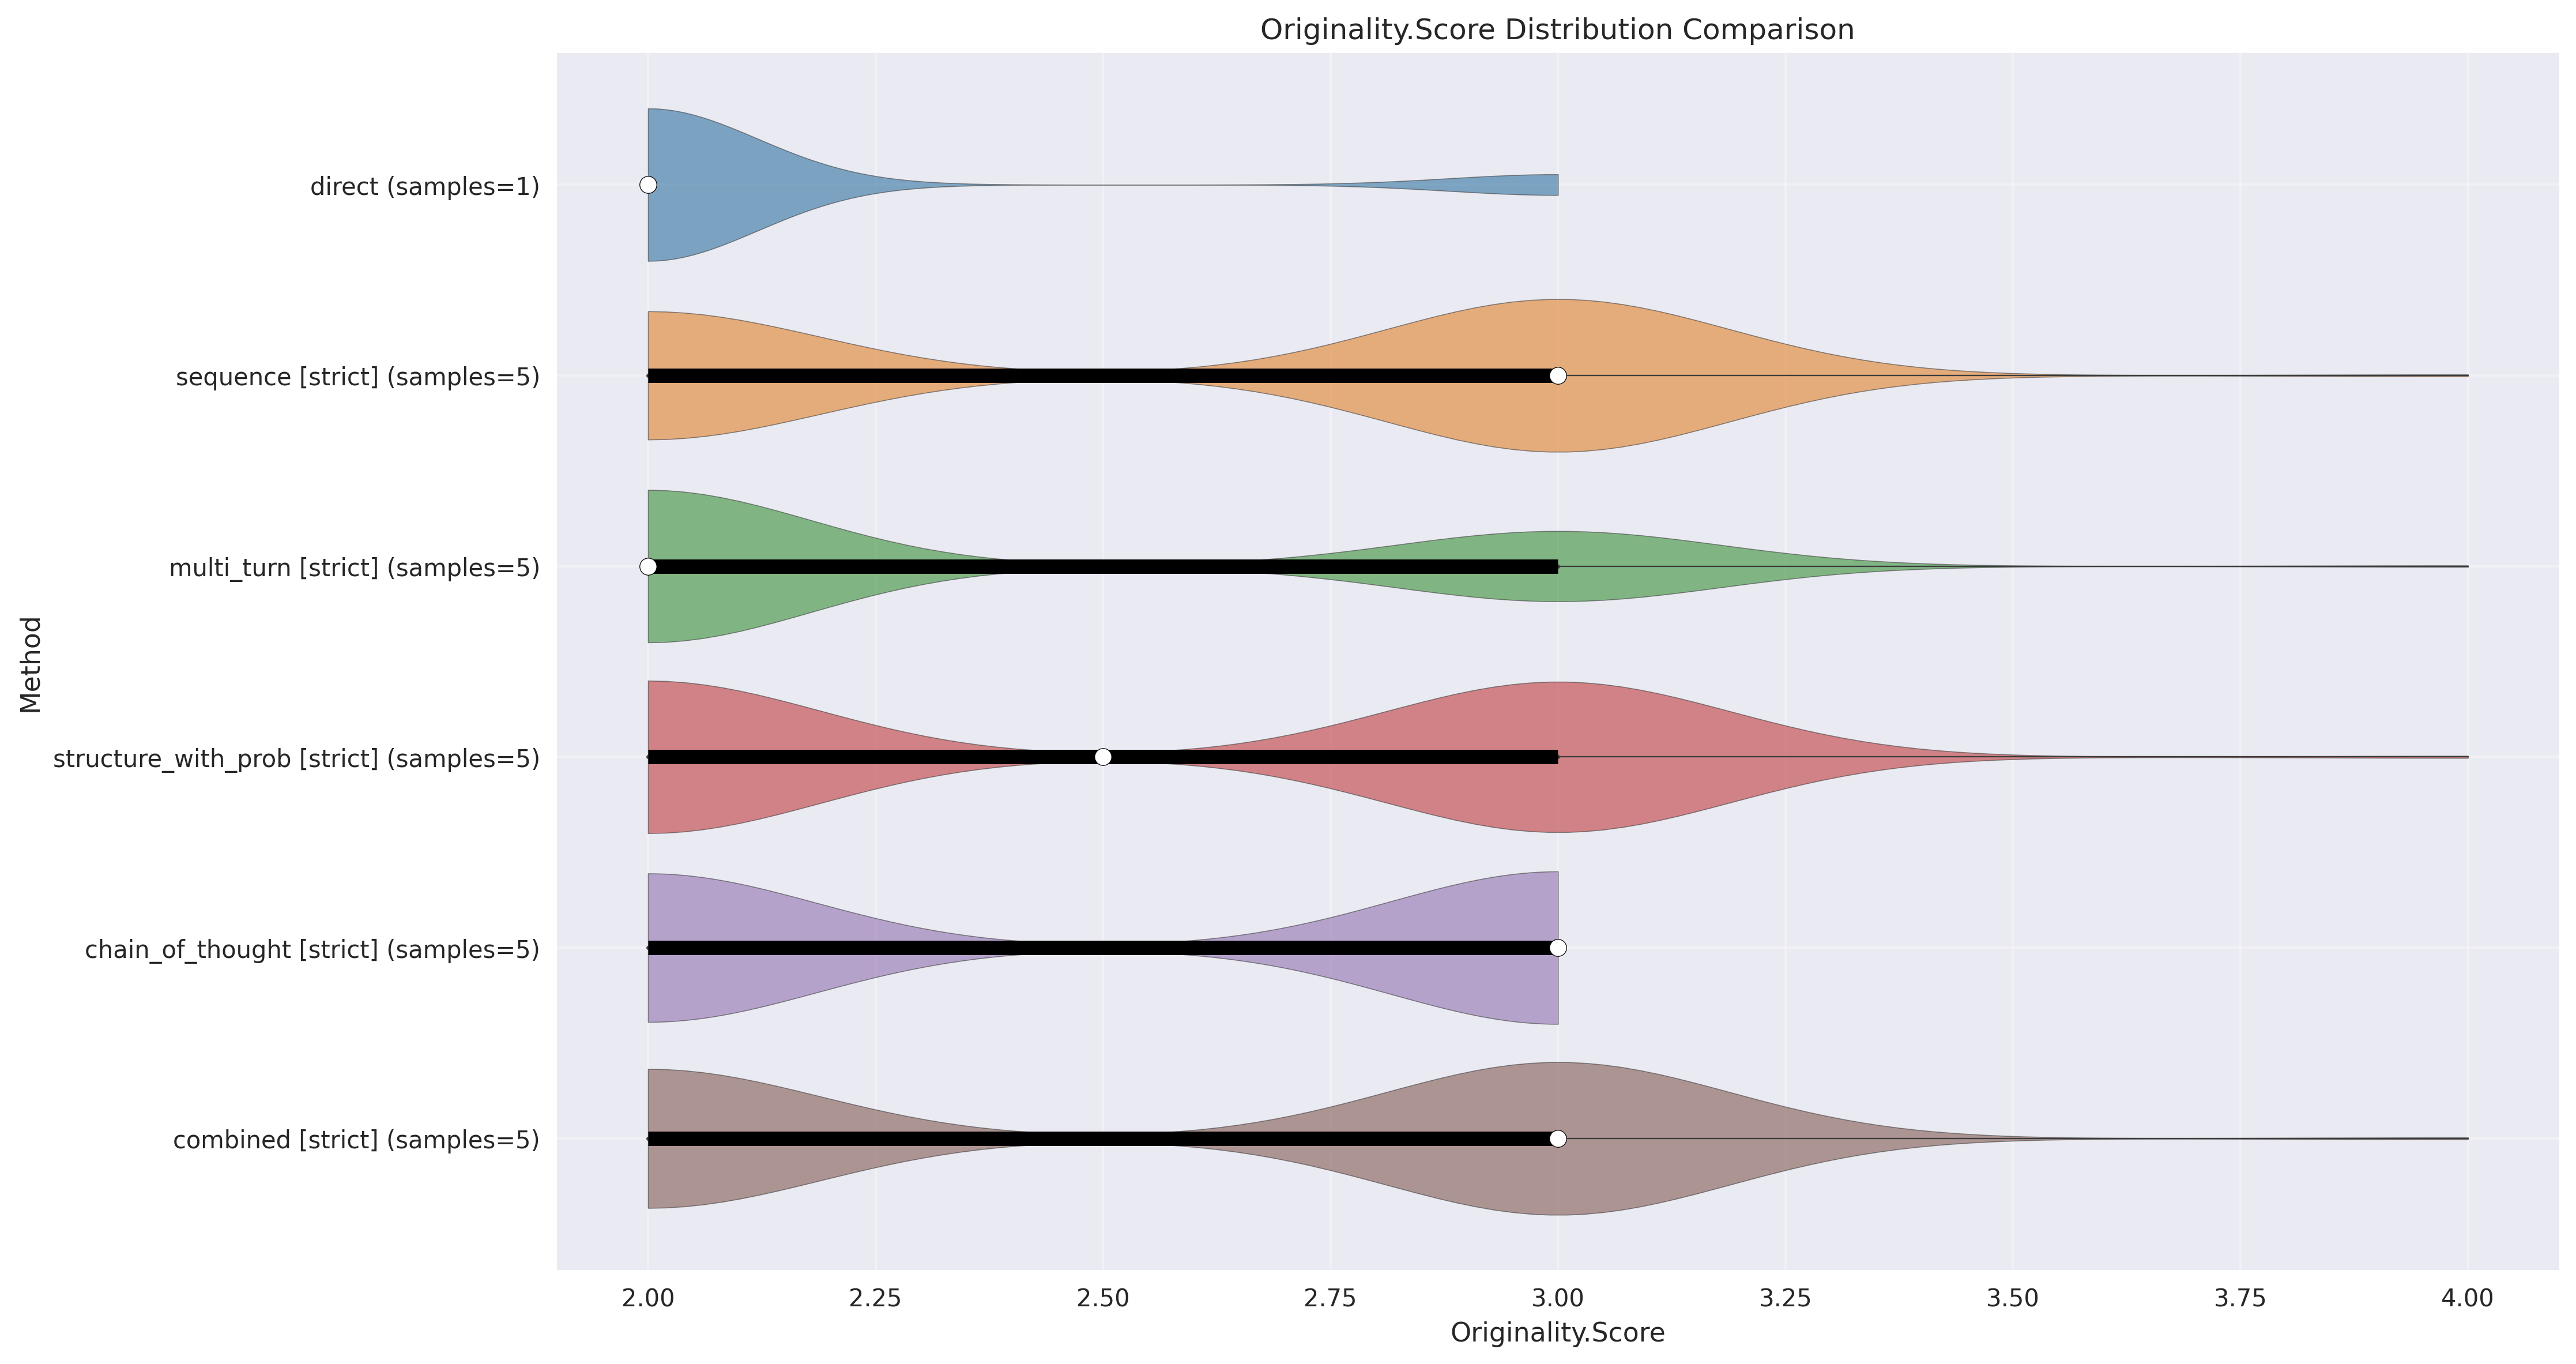 Originality.Score Distribution Comparison
Method
direct (samples=1)
sequence [strict] (samples=5)
multi_turn [strict] (samples=5)
structure_with_prob [strict] (samples=5)
chain_of_thought [strict] (samples=5)
combined [strict] (samples=5)
2.00 2.25 2.50 2.75 3.00 3.25 3.50 3.75 4.00
Originality.Score